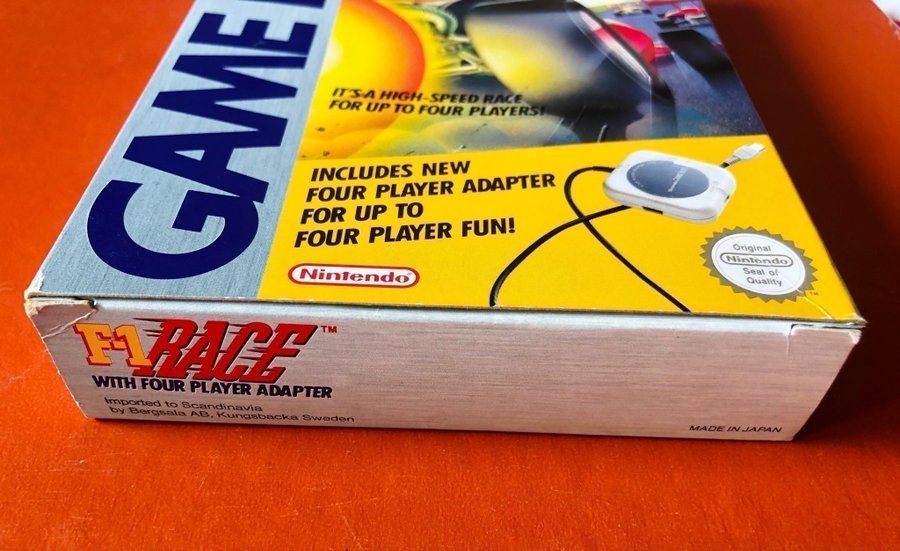 GAME
IT'S A HIGH-SPEED RACE
FOR UP TO FOUR PLAYERS!
INCLUDES NEW
FOUR PLAYER ADAPTER
FOR UP TO
FOUR PLAYER FUN!
Nintendo®
Original
Nintendo
Seal of
Quality
TM
F-1 RACE™
WITH FOUR PLAYER ADAPTER
Imported to Scandinavia
by Bergsala AB, Kungsbacka Sweden
MADE IN JAPAN